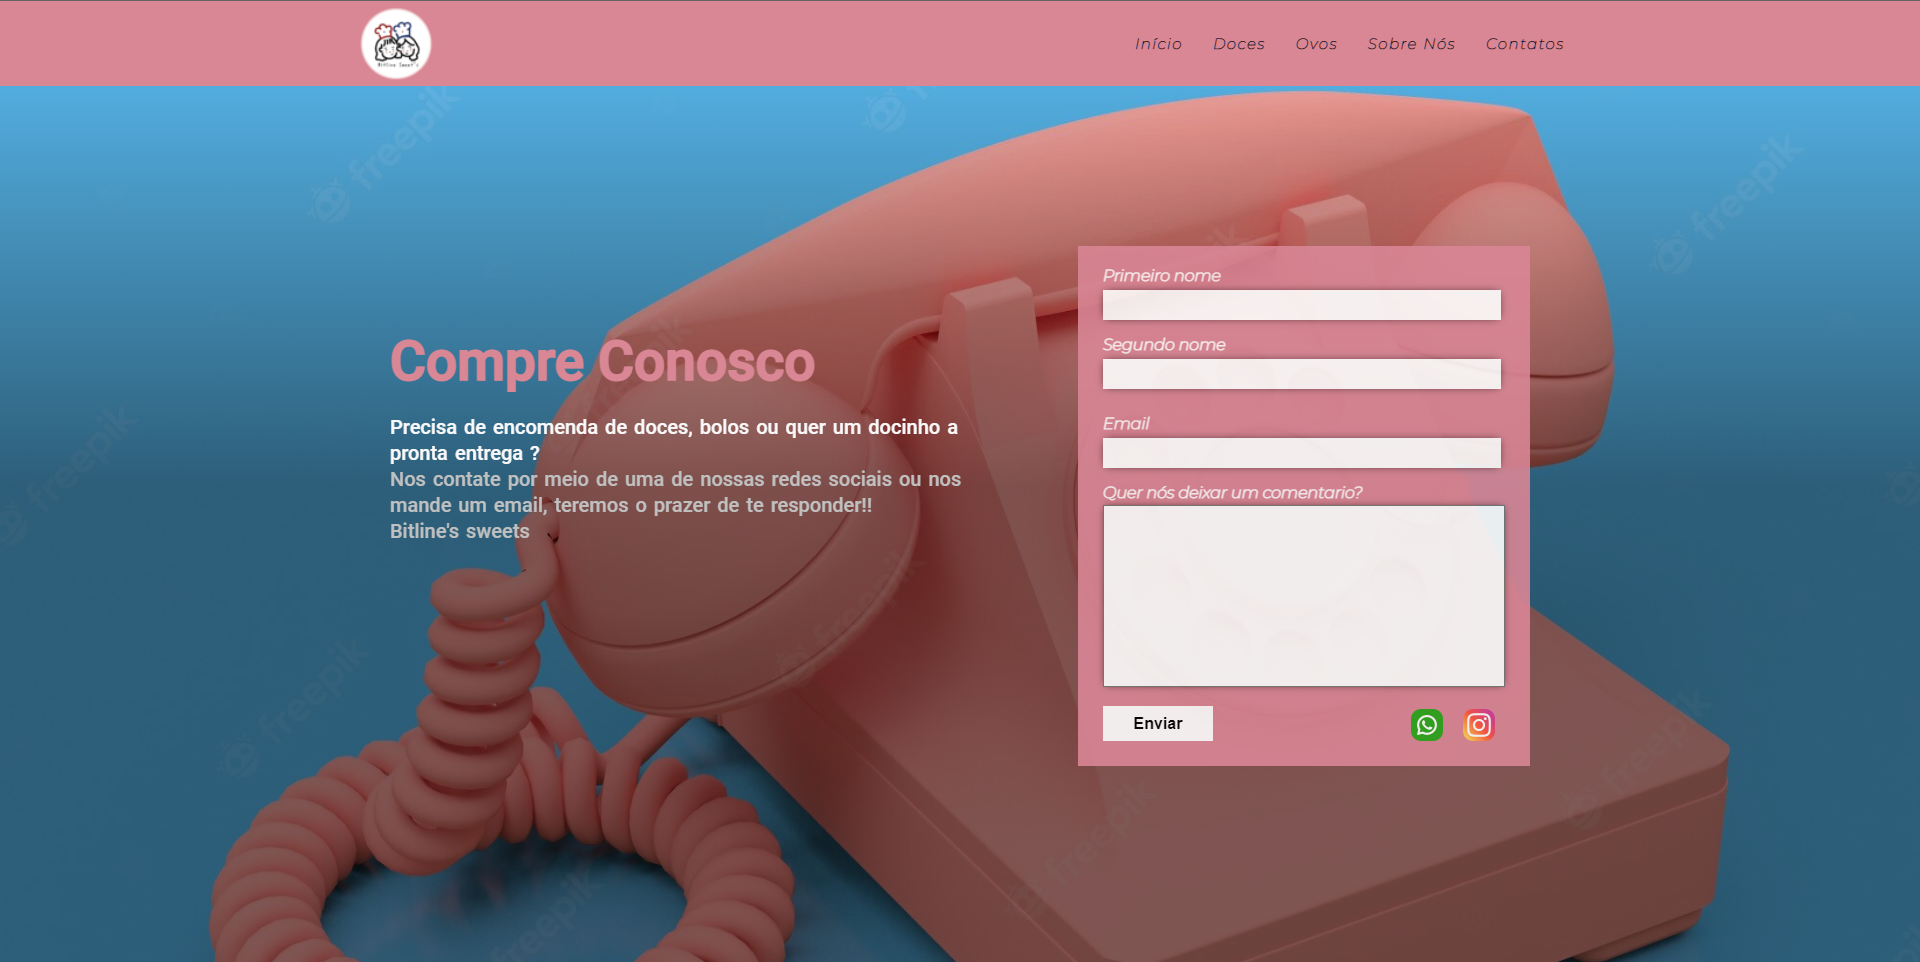 Bitline Sweet's
Início Doces Ovos Sobre Nós Contatos
freepik
freepik
freepik
Compre Conosco
Precisa de encomenda de doces, bolos ou quer um docinho a
pronta entrega ?
Nos contate por meio de uma de nossas redes sociais ou nos
mande um email, teremos o prazer de te responder!!
Bitline's sweets
Primeiro nome
Segundo nome
Email
Quer nós deixar um comentario?
Enviar
freepik
freepik
freepik
freepik
freepik